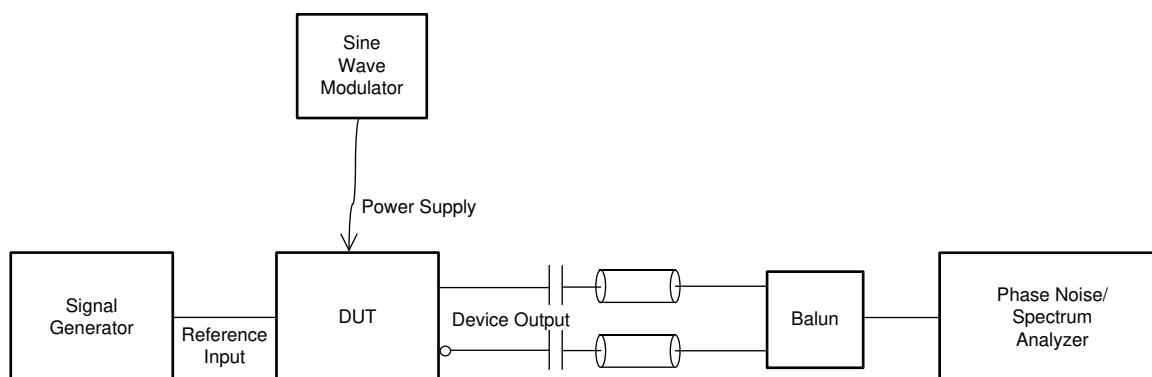 Sine
Wave
Modulator
Power Supply
Signal
Generator
Reference
Input
DUT
Device Output
Balun
Phase Noise/
Spectrum
Analyzer